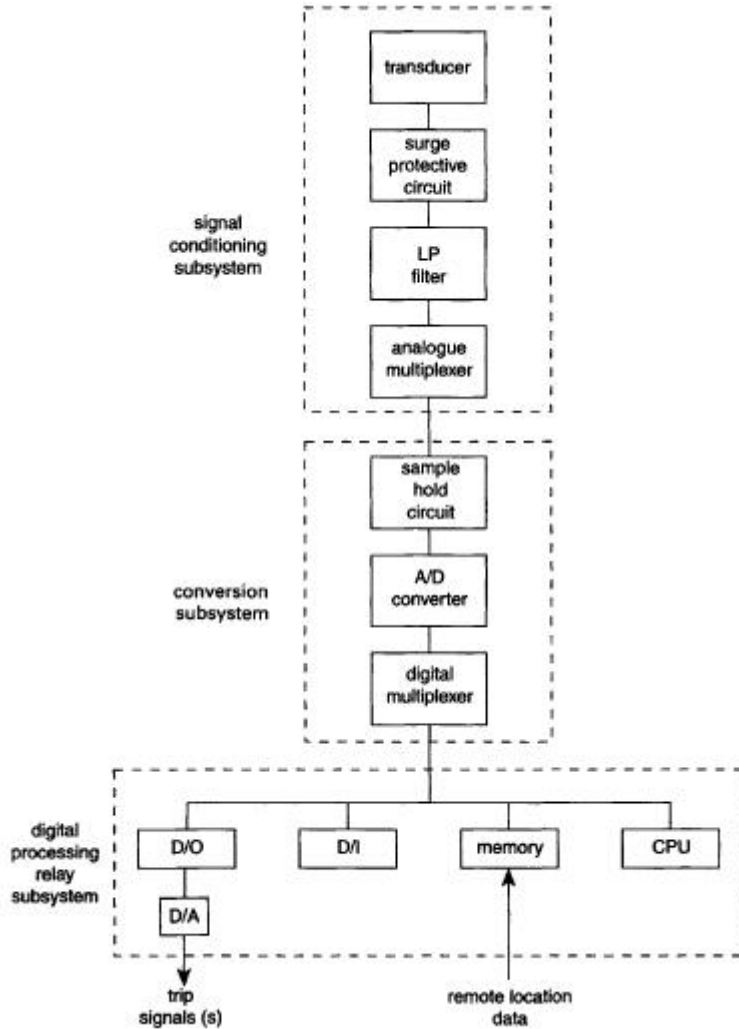 transducer
surge
protective
circuit
signal
conditioning
subsystem
LP
filter
analogue
multiplexer
sample
hold
circuit
conversion
subsystem
A/D
converter
digital
multiplexer
digital
processing
relay
subsystem
D/O
D/I
memory
CPU
D/A
trip
signals (s)
remote location
data